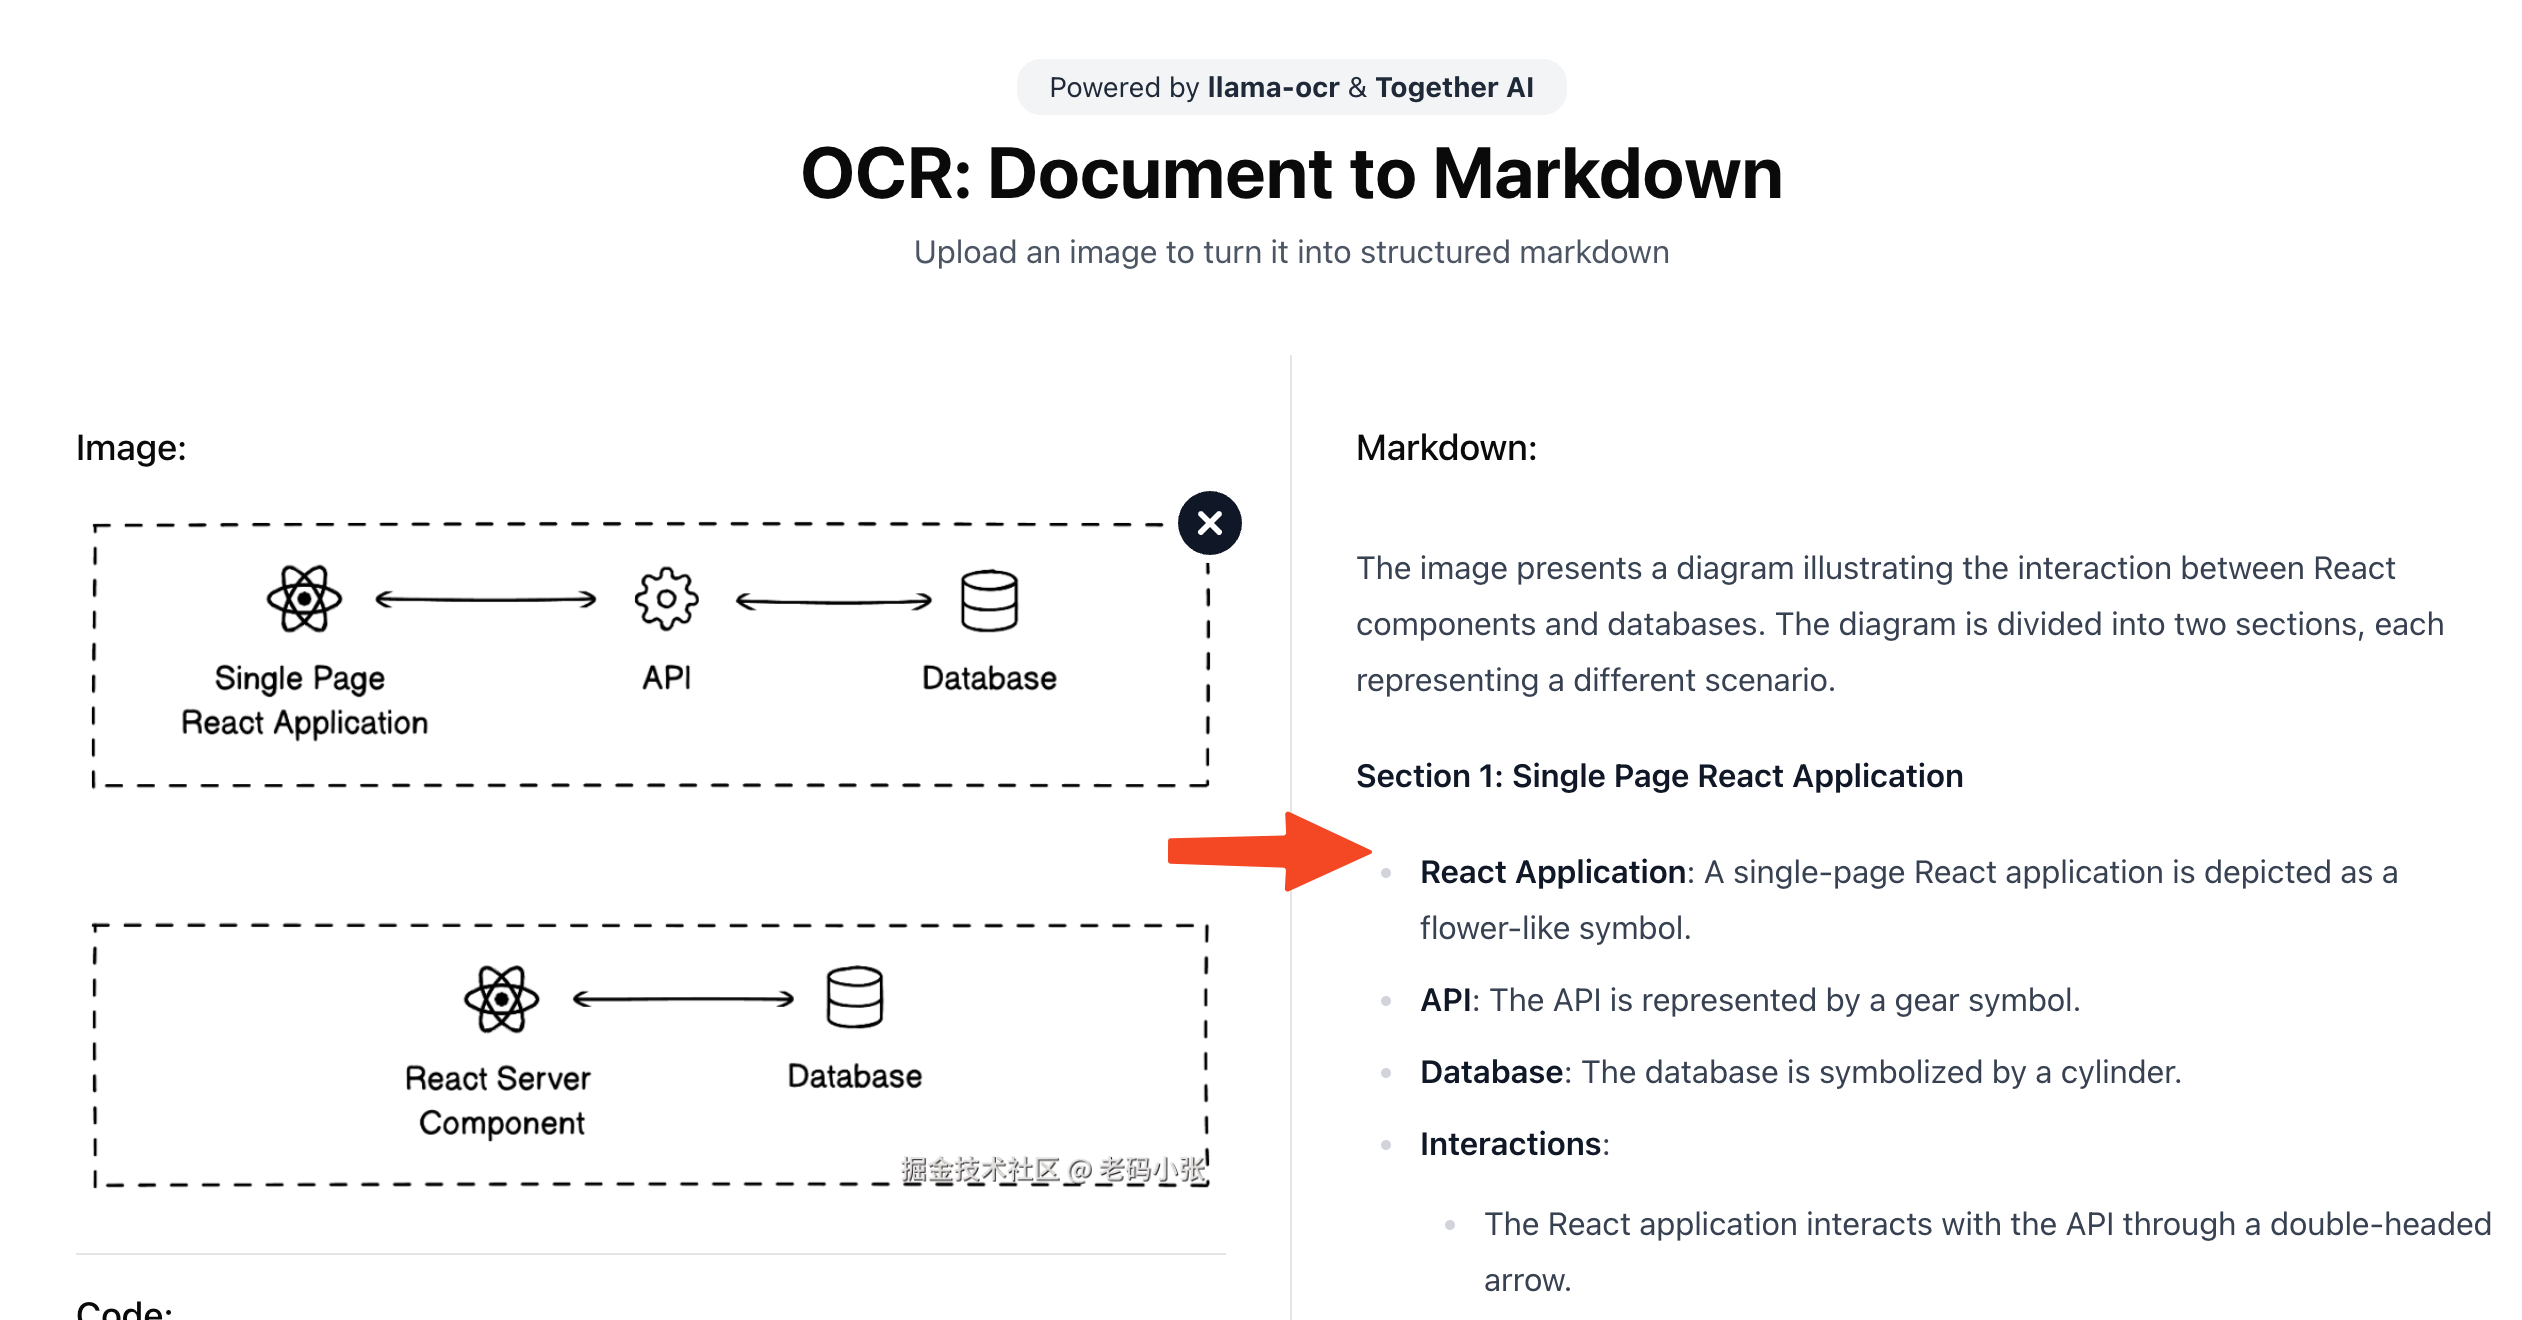 Powered by llama-ocr & Together AI
OCR: Document to Markdown
Upload an image to turn it into structured markdown
Image:
Single Page
React Application
API
Database
React Server
Component
Database
掘金技术社区 @ 老码小张
Code:
Markdown:
The image presents a diagram illustrating the interaction between React
components and databases. The diagram is divided into two sections, each
representing a different scenario.
Section 1: Single Page React Application
React Application: A single-page React application is depicted as a
flower-like symbol.
API: The API is represented by a gear symbol.
Database: The database is symbolized by a cylinder.
Interactions:
The React application interacts with the API through a double-headed
arrow.